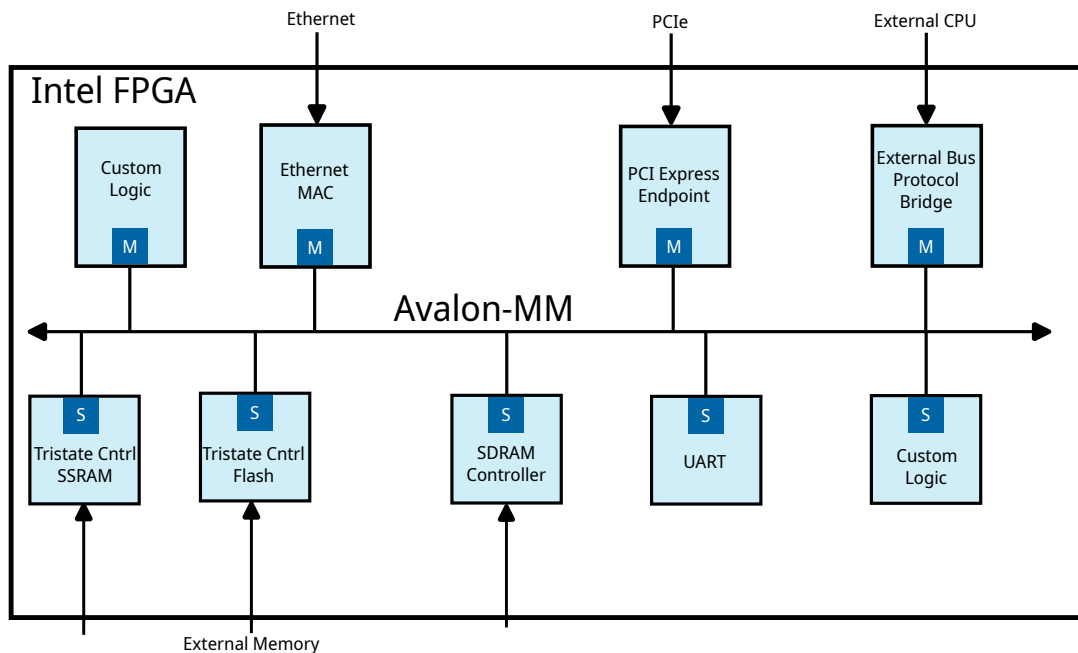 Ethernet
PCIe
External CPU
Intel FPGA
Custom
Logic
M
Ethernet
MAC
M
PCI Express
Endpoint
M
External Bus
Protocol
Bridge
M
Avalon-MM
S
Tristate Cntrl
SSRAM
S
Tristate Cntrl
Flash
S
SDRAM
Controller
S
UART
S
Custom
Logic
External Memory